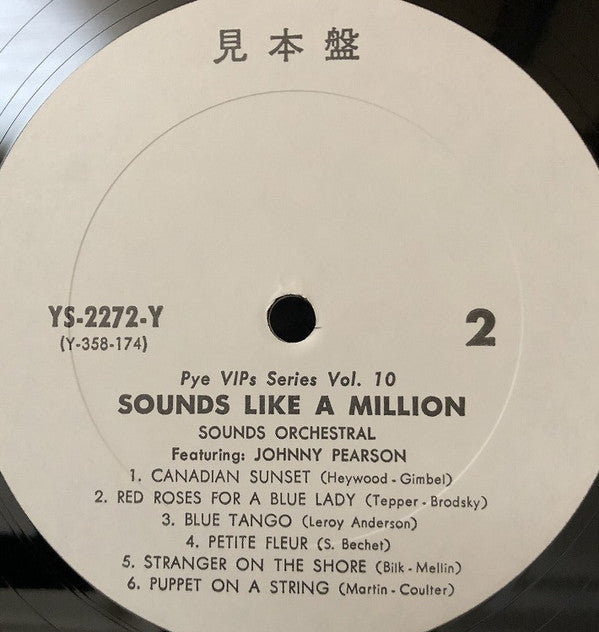 見本盤
YS-2272-Y
(Y-358-174)
2
Pye VIPs Series Vol. 10
SOUNDS LIKE A MILLION
SOUNDS ORCHESTRAL
Featuring: JOHNNY PEARSON
1. CANADIAN SUNSET (Heywood - Gimbel)
2. RED ROSES FOR A BLUE LADY (Tepper - Brodsky)
3. BLUE TANGO (Leroy Anderson)
4. PETITE FLEUR (S. Bechet)
5. STRANGER ON THE SHORE (Bilk - Mellin)
6. PUPPET ON A STRING (Martin - Coulter)